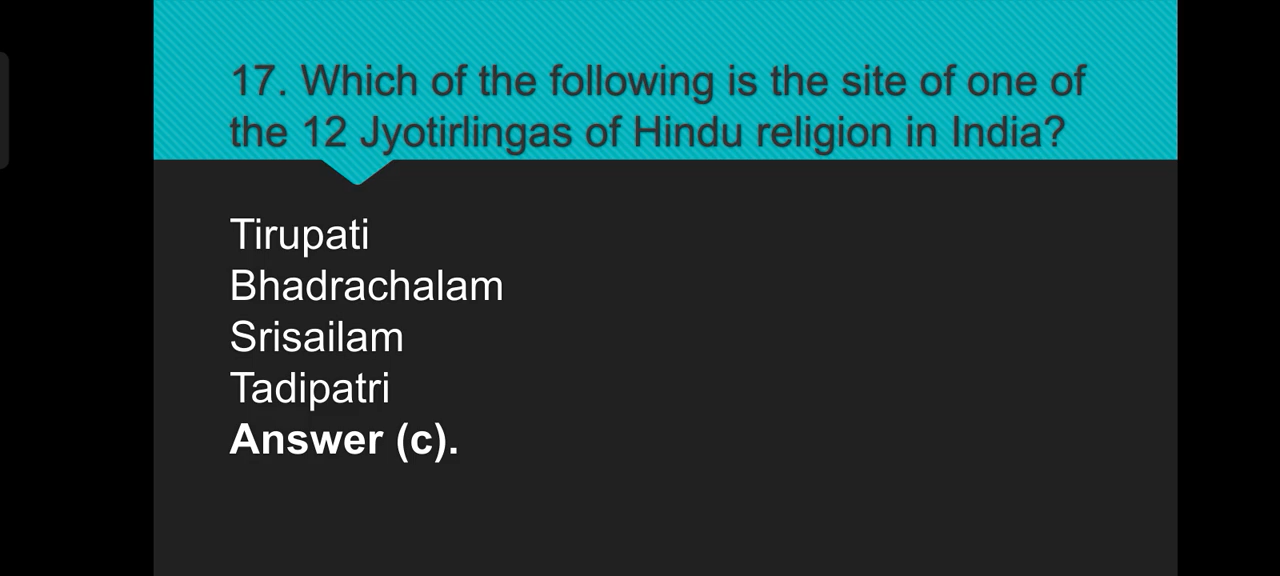 17. Which of the following is the site of one of
the 12 Jyotirlingas of Hindu religion in India?
Tirupati
Bhadrachalam
Srisailam
Tadipatri
Answer (c).